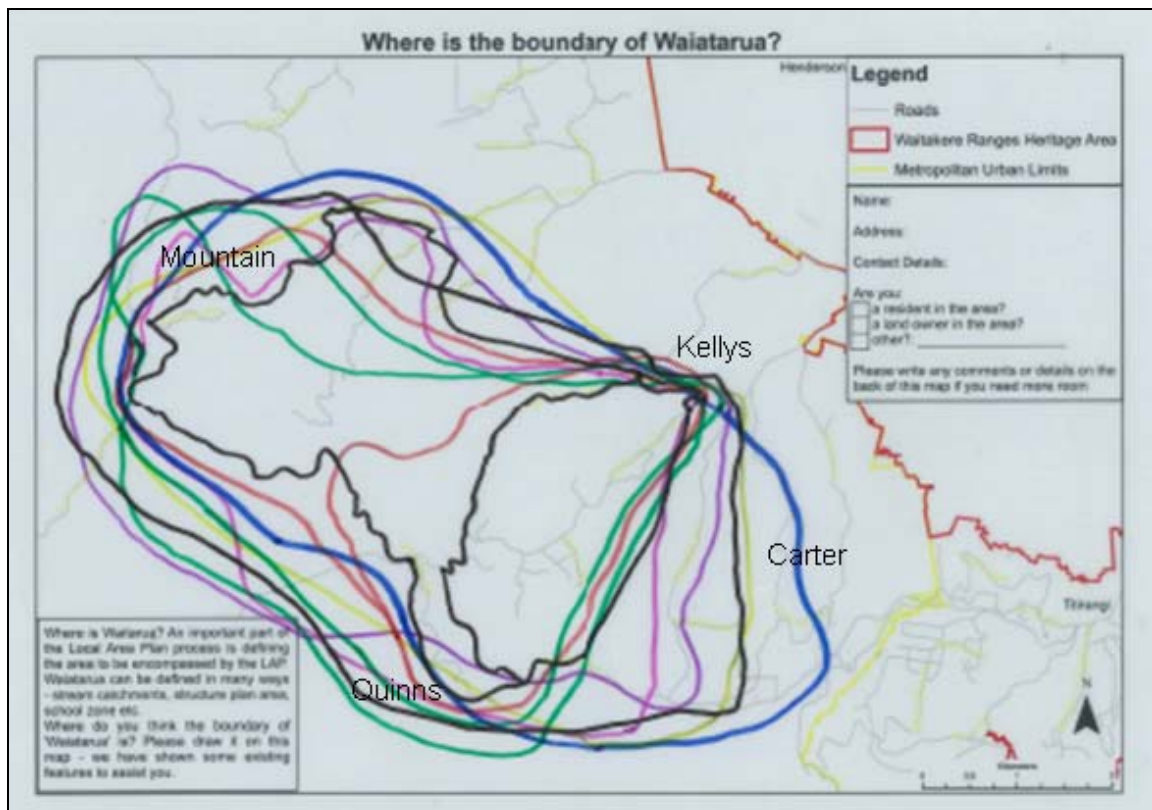 Where is the boundary of Waiatarua?
Henderson
Legend
Roads
Waitakere Ranges Heritage Area
Metropolitan Urban Limits
Name:
Address:
Contact Details:
Are you:
a resident in the area?
a land owner in the area?
other?:
Please write any comments or details on the
back of this map if you need more room
Mountain
Kellys
Carter
Titirangi
Quinns
Where is Waiatarua? An important part of
the Local Area Plan process is defining
the area to be encompassed by the LAP.
Waiatarua can be defined in many ways
- stream catchments, structure plan area,
school zone etc.
Where do you think the boundary of
'Waiatarua' is? Please draw it on this
map - we have shown some existing
features to assist you.
N
Kilometers
0 0.5 1 2